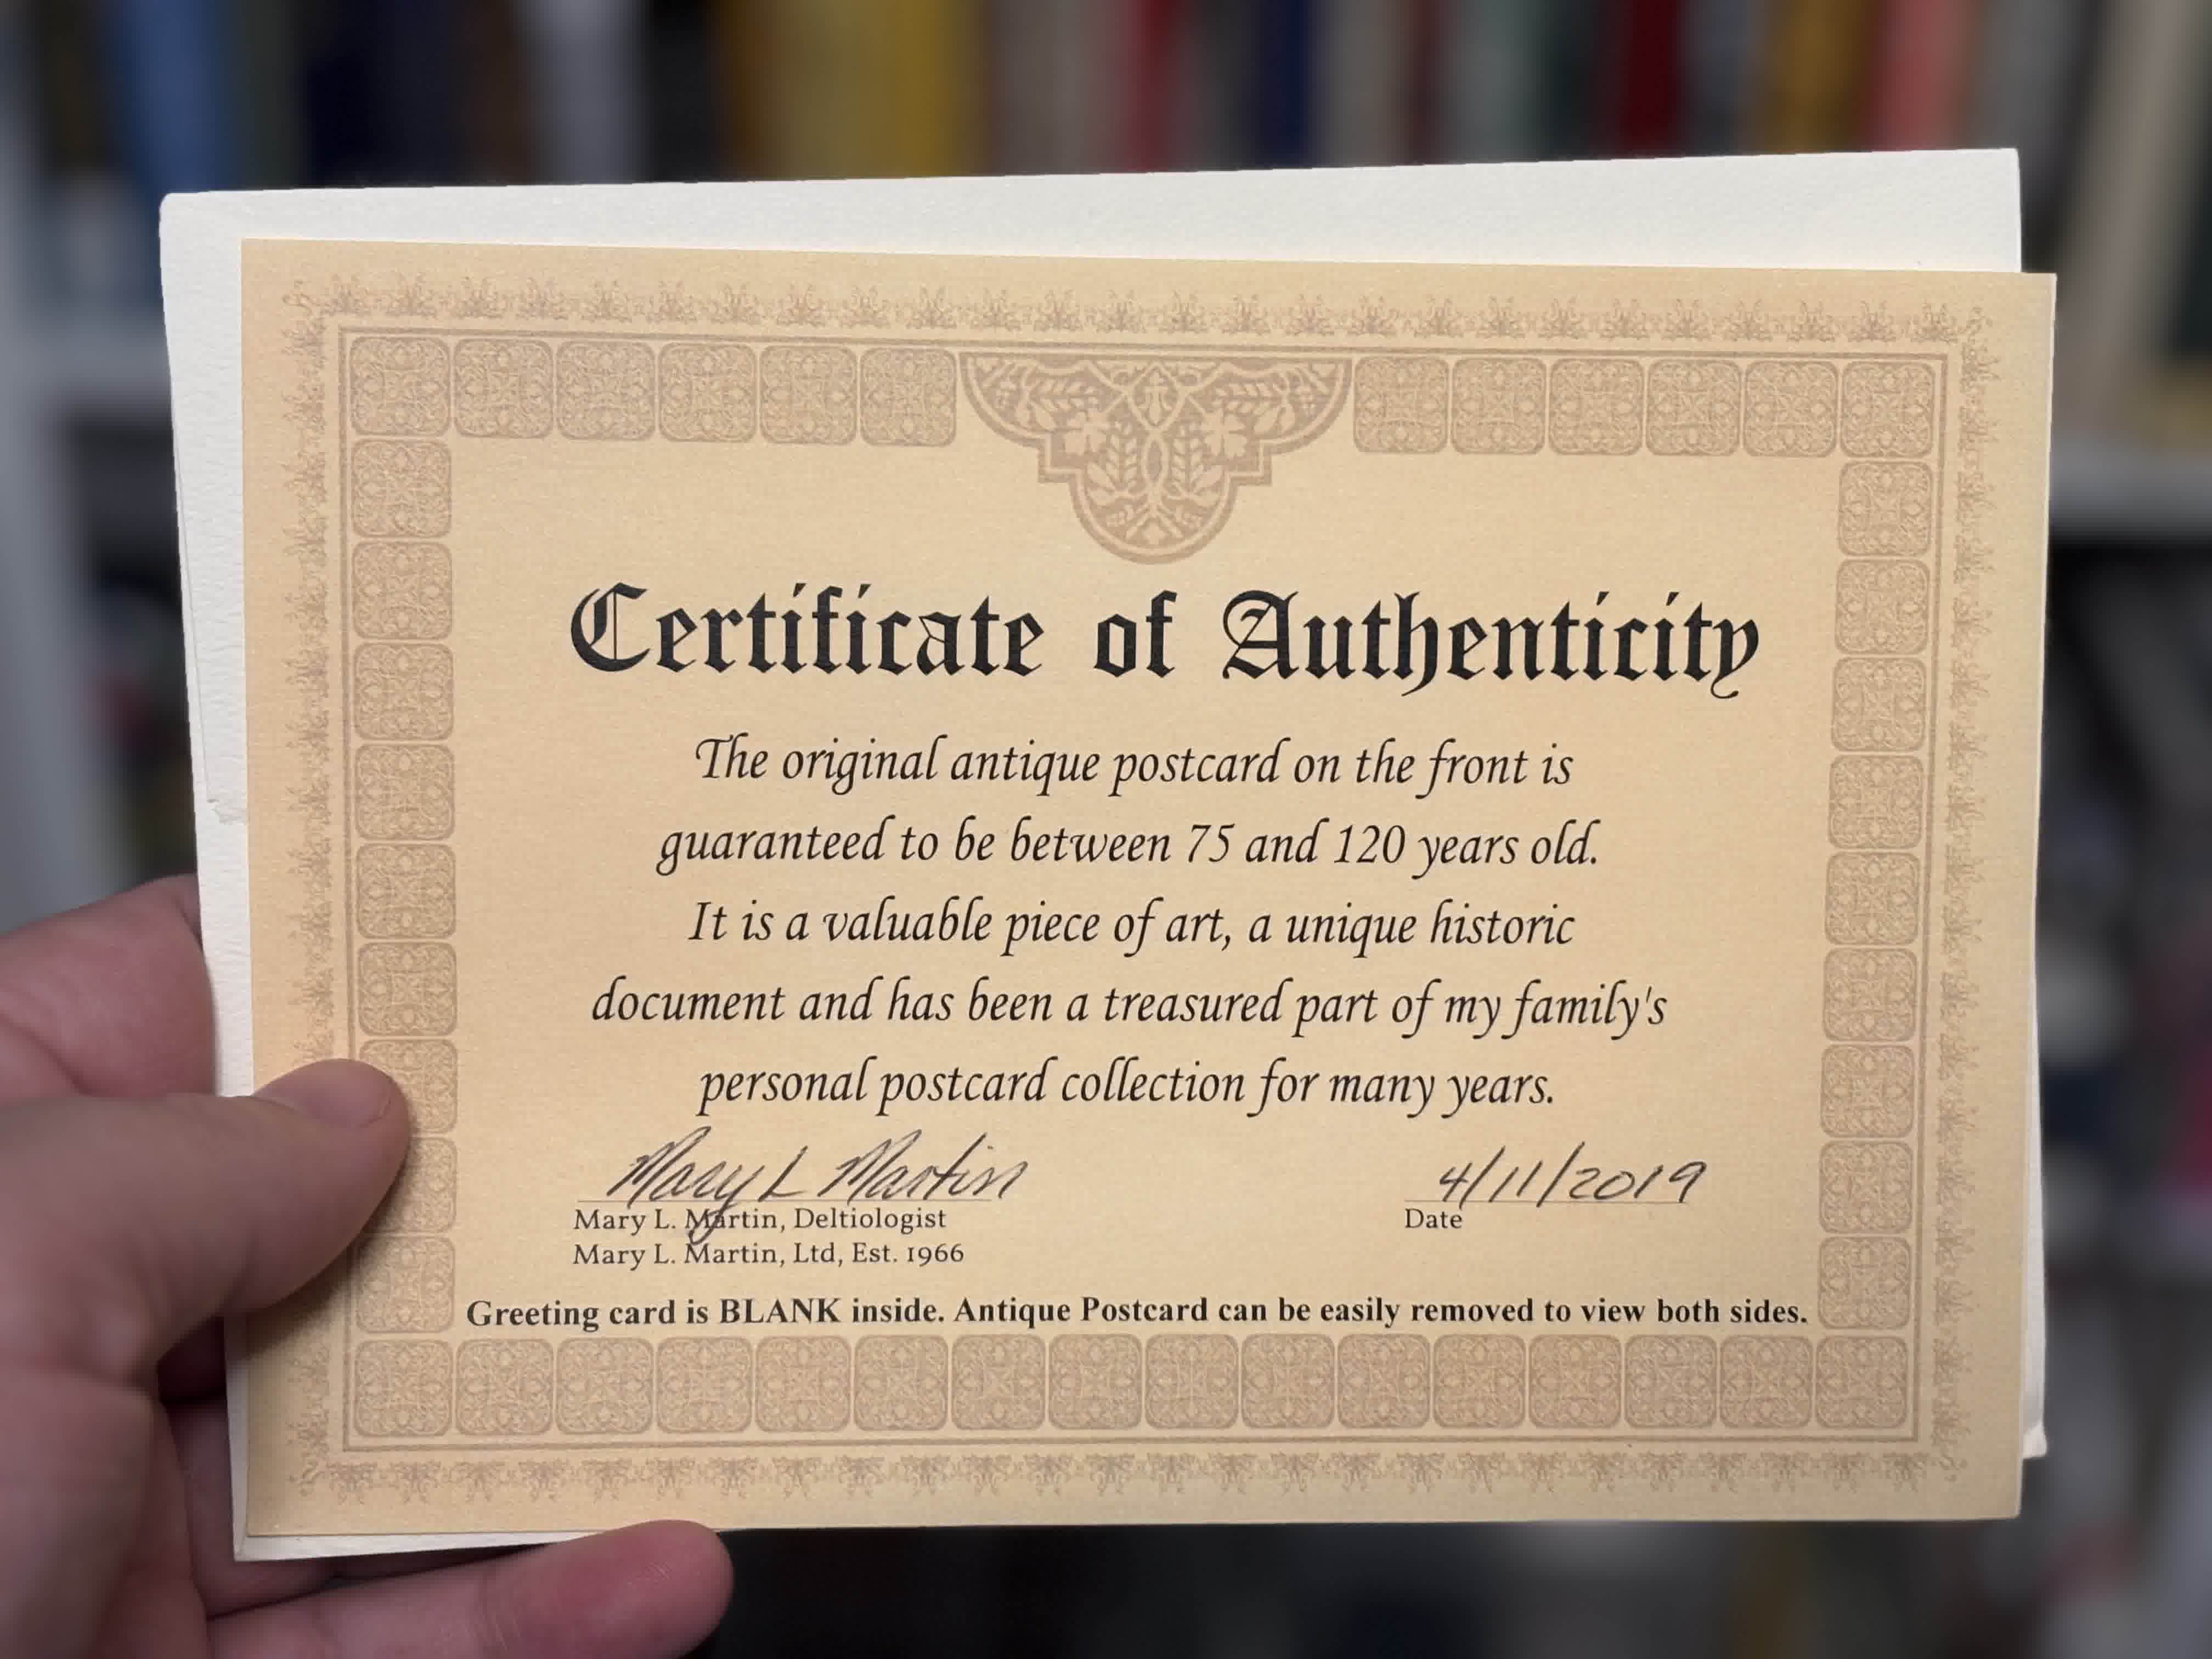 Certificate of Authenticity
The original antique postcard on the front is
guaranteed to be between 75 and 120 years old.
It is a valuable piece of art, a unique historic
document and has been a treasured part of my family's
personal postcard collection for many years.
Mary L Martin 4/11/2019
Mary L. Martin, Deltiologist Date
Mary L. Martin, Ltd, Est. 1966
Greeting card is BLANK inside. Antique Postcard can be easily removed to view both sides.